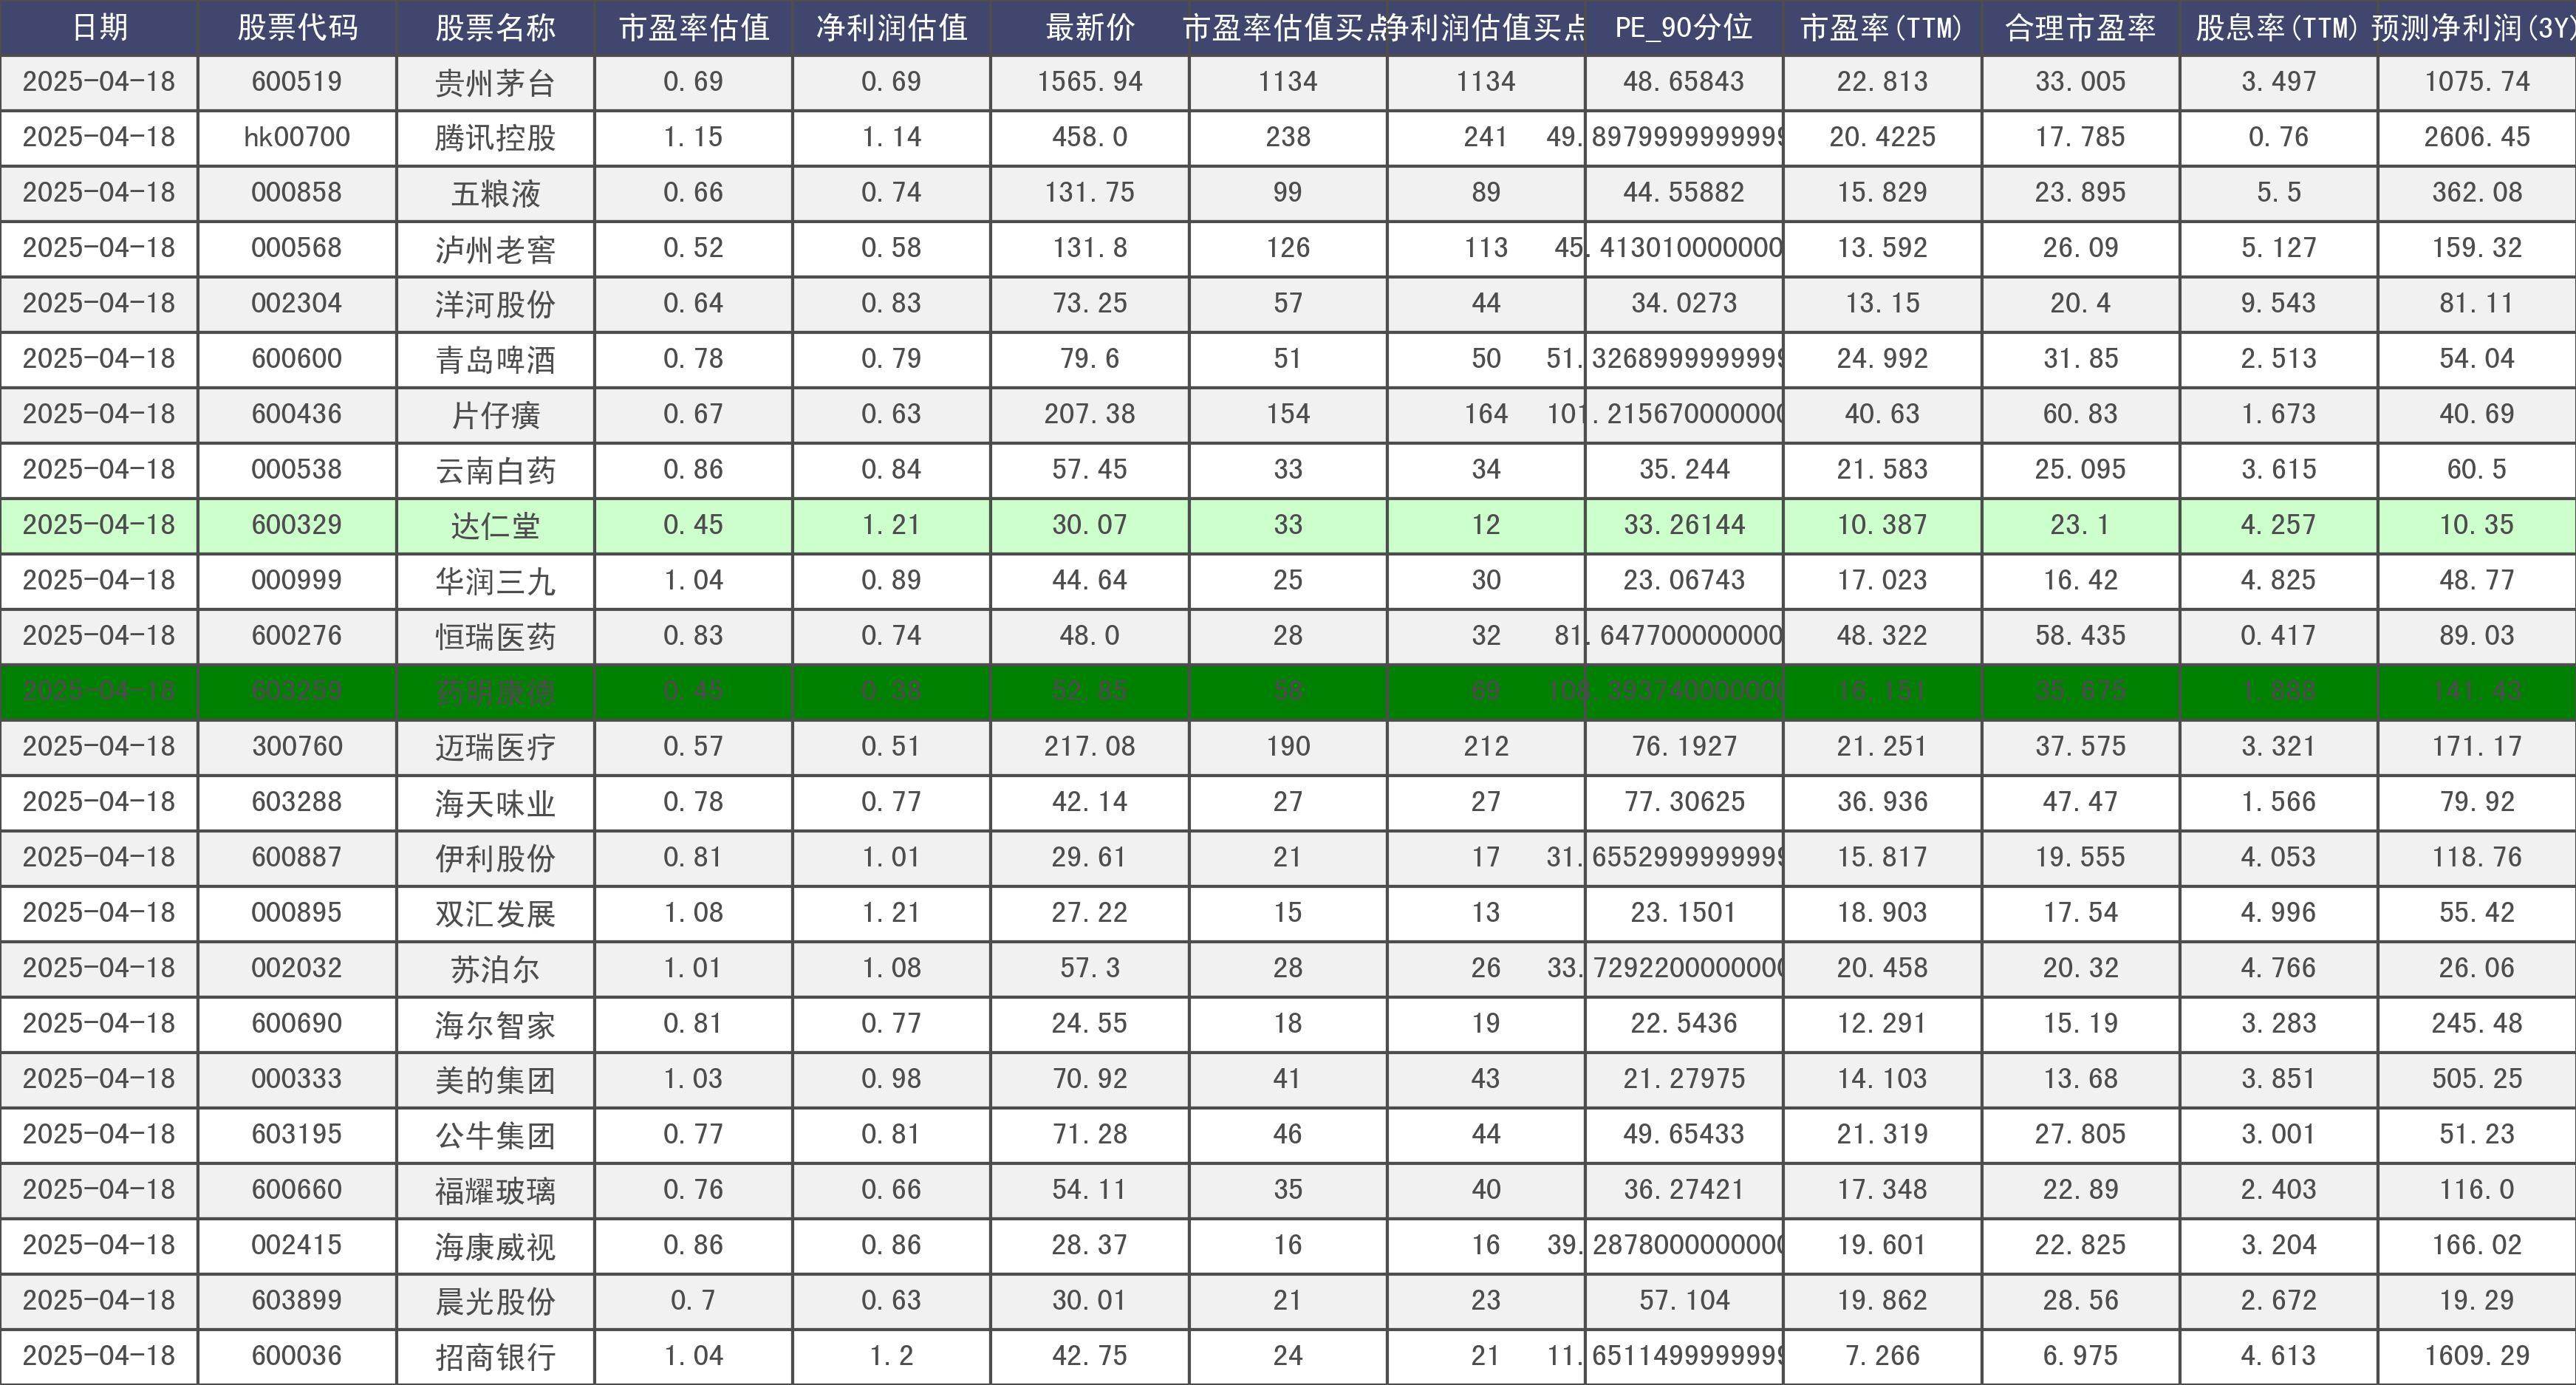 日期 股票代码 股票名称 市盈率估值 净利润估值 最新价 市盈率估值买点 净利润估值买点 PE_90分位 市盈率(TTM) 合理市盈率 股息率(TTM) 预测净利润(3Y)
2025-04-18 600519 贵州茅台 0.69 0.69 1565.94 1134 1134 48.65843 22.813 33.005 3.497 1075.74
2025-04-18 hk00700 腾讯控股 1.15 1.14 458.0 238 241 49.8979999999999 20.4225 17.785 0.76 2606.45
2025-04-18 000858 五粮液 0.66 0.74 131.75 99 89 44.55882 15.829 23.895 5.5 362.08
2025-04-18 000568 泸州老窖 0.52 0.58 131.8 126 113 45.413010000000 13.592 26.09 5.127 159.32
2025-04-18 002304 洋河股份 0.64 0.83 73.25 57 44 34.0273 13.15 20.4 9.543 81.11
2025-04-18 600600 青岛啤酒 0.78 0.79 79.6 51 50 51.3268999999999 24.992 31.85 2.513 54.04
2025-04-18 600436 片仔癀 0.67 0.63 207.38 154 164 101.215670000000 40.63 60.83 1.673 40.69
2025-04-18 000538 云南白药 0.86 0.84 57.45 33 34 35.244 21.583 25.095 3.615 60.5
2025-04-18 600329 达仁堂 0.45 1.21 30.07 33 12 33.26144 10.387 23.1 4.257 10.35
2025-04-18 000999 华润三九 1.04 0.89 44.64 25 30 23.06743 17.023 16.42 4.825 48.77
2025-04-18 600276 恒瑞医药 0.83 0.74 48.0 28 32 81.647700000000 48.322 58.435 0.417 89.03
2025-04-18 603259 药明康德 0.45 0.38 52.85 58 69 108.393740000000 16.151 35.675 1.888 141.43
2025-04-18 300760 迈瑞医疗 0.57 0.51 217.08 190 212 76.1927 21.251 37.575 3.321 171.17
2025-04-18 603288 海天味业 0.78 0.77 42.14 27 27 77.30625 36.936 47.47 1.566 79.92
2025-04-18 600887 伊利股份 0.81 1.01 29.61 21 17 31.6552999999999 15.817 19.555 4.053 118.76
2025-04-18 000895 双汇发展 1.08 1.21 27.22 15 13 23.1501 18.903 17.54 4.996 55.42
2025-04-18 002032 苏泊尔 1.01 1.08 57.3 28 26 33.7292200000000 20.458 20.32 4.766 26.06
2025-04-18 600690 海尔智家 0.81 0.77 24.55 18 19 22.5436 12.291 15.19 3.283 245.48
2025-04-18 000333 美的集团 1.03 0.98 70.92 41 43 21.27975 14.103 13.68 3.851 505.25
2025-04-18 603195 公牛集团 0.77 0.81 71.28 46 44 49.65433 21.319 27.805 3.001 51.23
2025-04-18 600660 福耀玻璃 0.76 0.66 54.11 35 40 36.27421 17.348 22.89 2.403 116.0
2025-04-18 002415 海康威视 0.86 0.86 28.37 16 16 39.2878000000000 19.601 22.825 3.204 166.02
2025-04-18 603899 晨光股份 0.7 0.63 30.01 21 23 57.104 19.862 28.56 2.672 19.29
2025-04-18 600036 招商银行 1.04 1.2 42.75 24 21 11.6511499999999 7.266 6.975 4.613 1609.29